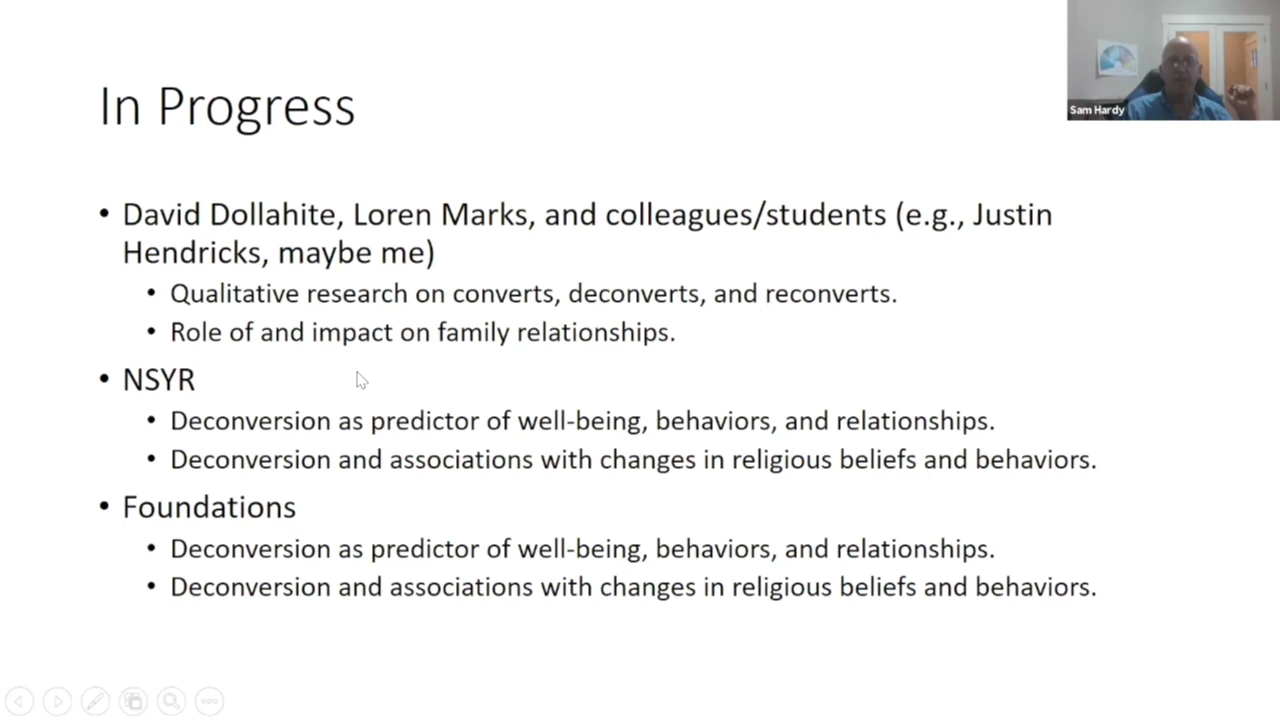 Sam Hardy
In Progress
• David Dollahite, Loren Marks, and colleagues/students (e.g., Justin
Hendricks, maybe me)
• Qualitative research on converts, deconverts, and reconverts.
• Role of and impact on family relationships.
• NSYR
• Deconversion as predictor of well-being, behaviors, and relationships.
• Deconversion and associations with changes in religious beliefs and behaviors.
• Foundations
• Deconversion as predictor of well-being, behaviors, and relationships.
• Deconversion and associations with changes in religious beliefs and behaviors.